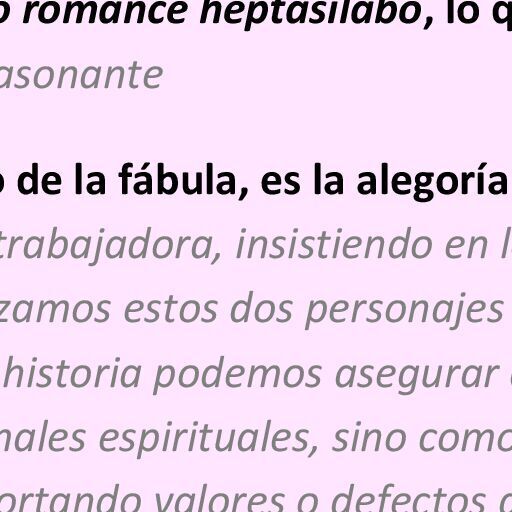 o romance heptasílabo, lo q
asonante
o de la fábula, es la alegoría
trabajadora, insistiendo en l
zamos estos dos personajes
historia podemos asegurar
nales espirituales, sino como
ortando valores o defectos